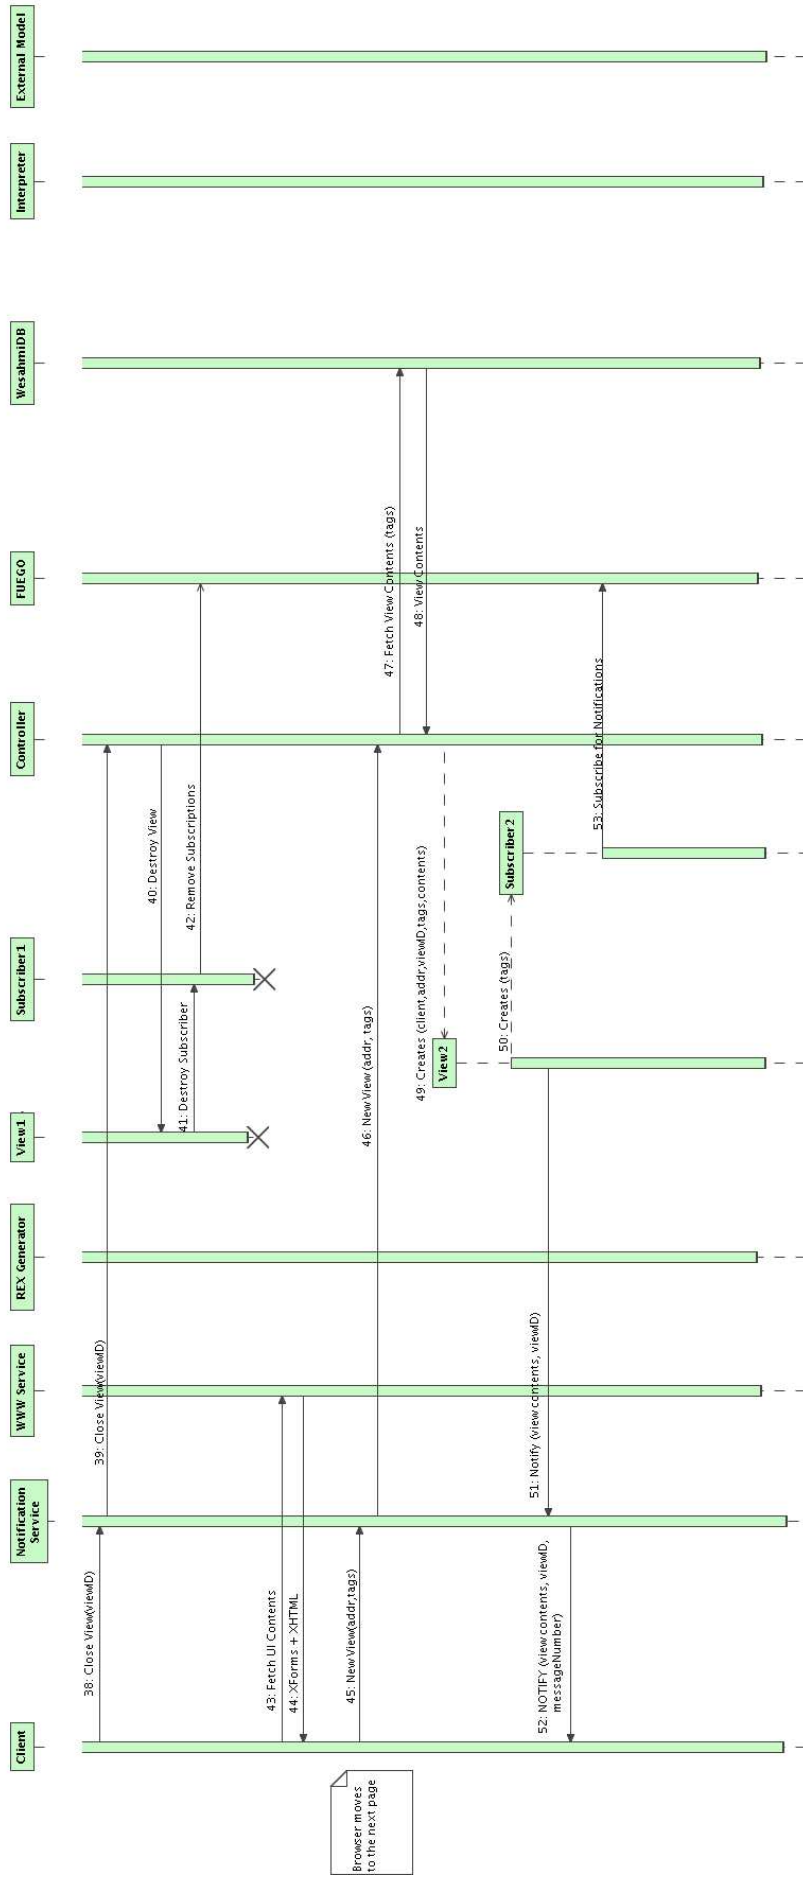 Client
Notification
Service
WWW Service
REX Generator
View1
Subscriber1
Controller
FUEGO
WesahmiDB
Interpreter
External Model
38: Close View(viewID)
39: Close View(viewID)
40: Destroy View
41: Destroy Subscriber
42: Remove Subscriptions
43: Fetch UI Contents
44: XForms + XHTML
Browser moves
to the next page
45: New View(addr,tags)
46: New View (addr, tags)
47: Fetch View Contents (tags)
48: View Contents
49: Creates (client,addr,viewID,tags,contents)
View2
50: Creates (tags)
Subscriber2
51: Notify (view contents, viewID)
52: NOTIFY (view contents, viewID,
messageNumber)
53: Subscribe for Notifications